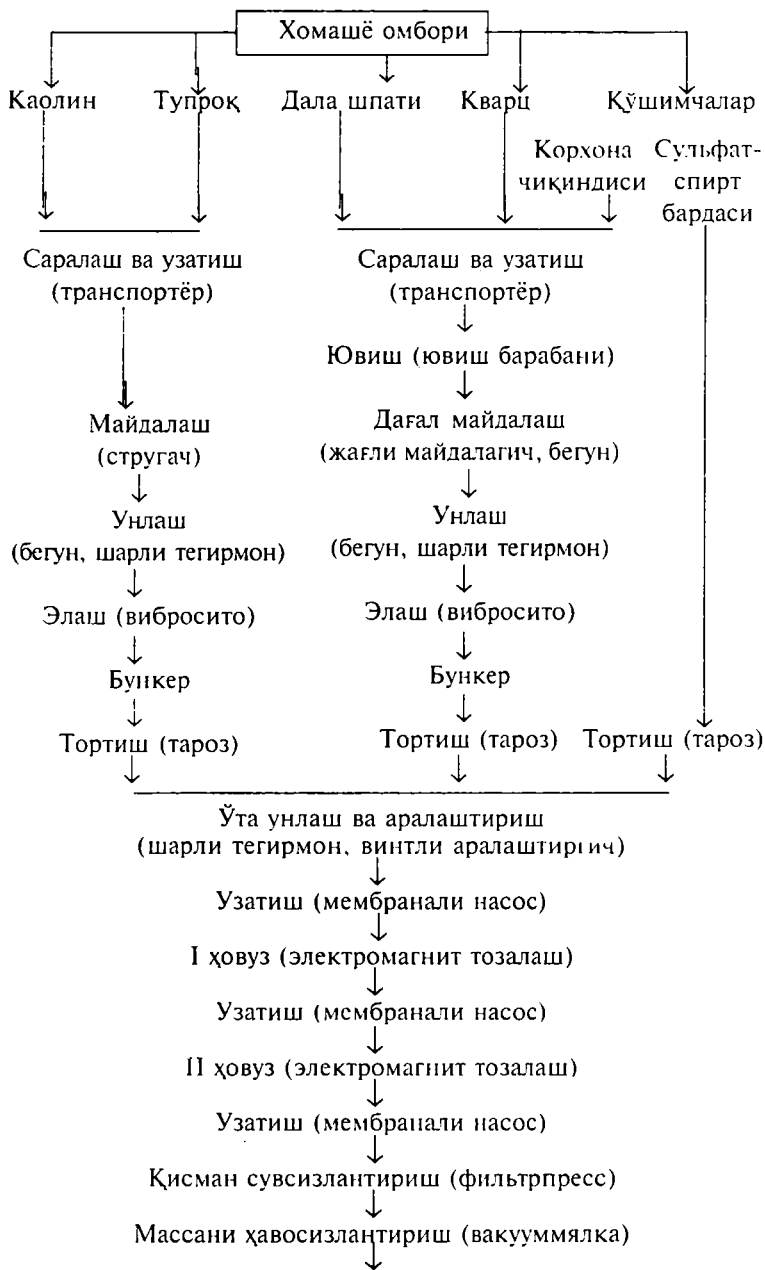 Хомашё омбори
Каолин Тупроқ Дала шпати Кварц Қўшимчалар
Корхона Сульфат-
чиқиндиси спирт
бардаси
Саралаш ва узатиш Саралаш ва узатиш
(транспортёр) (транспортёр)
Ювиш (ювиш барабани)
Майдалаш Дағал майдалаш
(стругач) (жағли майдалагич, бегун)
Унлаш Унлаш
(бегун, шарли тегирмон) (бегун, шарли тегирмон)
Элаш (вибросито) Элаш (вибросито)
Бункер Бункер
Тортиш (тароз) Тортиш (тароз) Тортиш (тароз)
Ўта унлаш ва аралаштириш
(шарли тегирмон, винтли аралаштиргич)
Узатиш (мембранали насос)
I ҳовуз (электромагнит тозалаш)
Узатиш (мембранали насос)
II ҳовуз (электромагнит тозалаш)
Узатиш (мембранали насос)
Қисман сувсизлантириш (фильтрпресс)
Массани ҳавосизлантириш (вакууммялка)